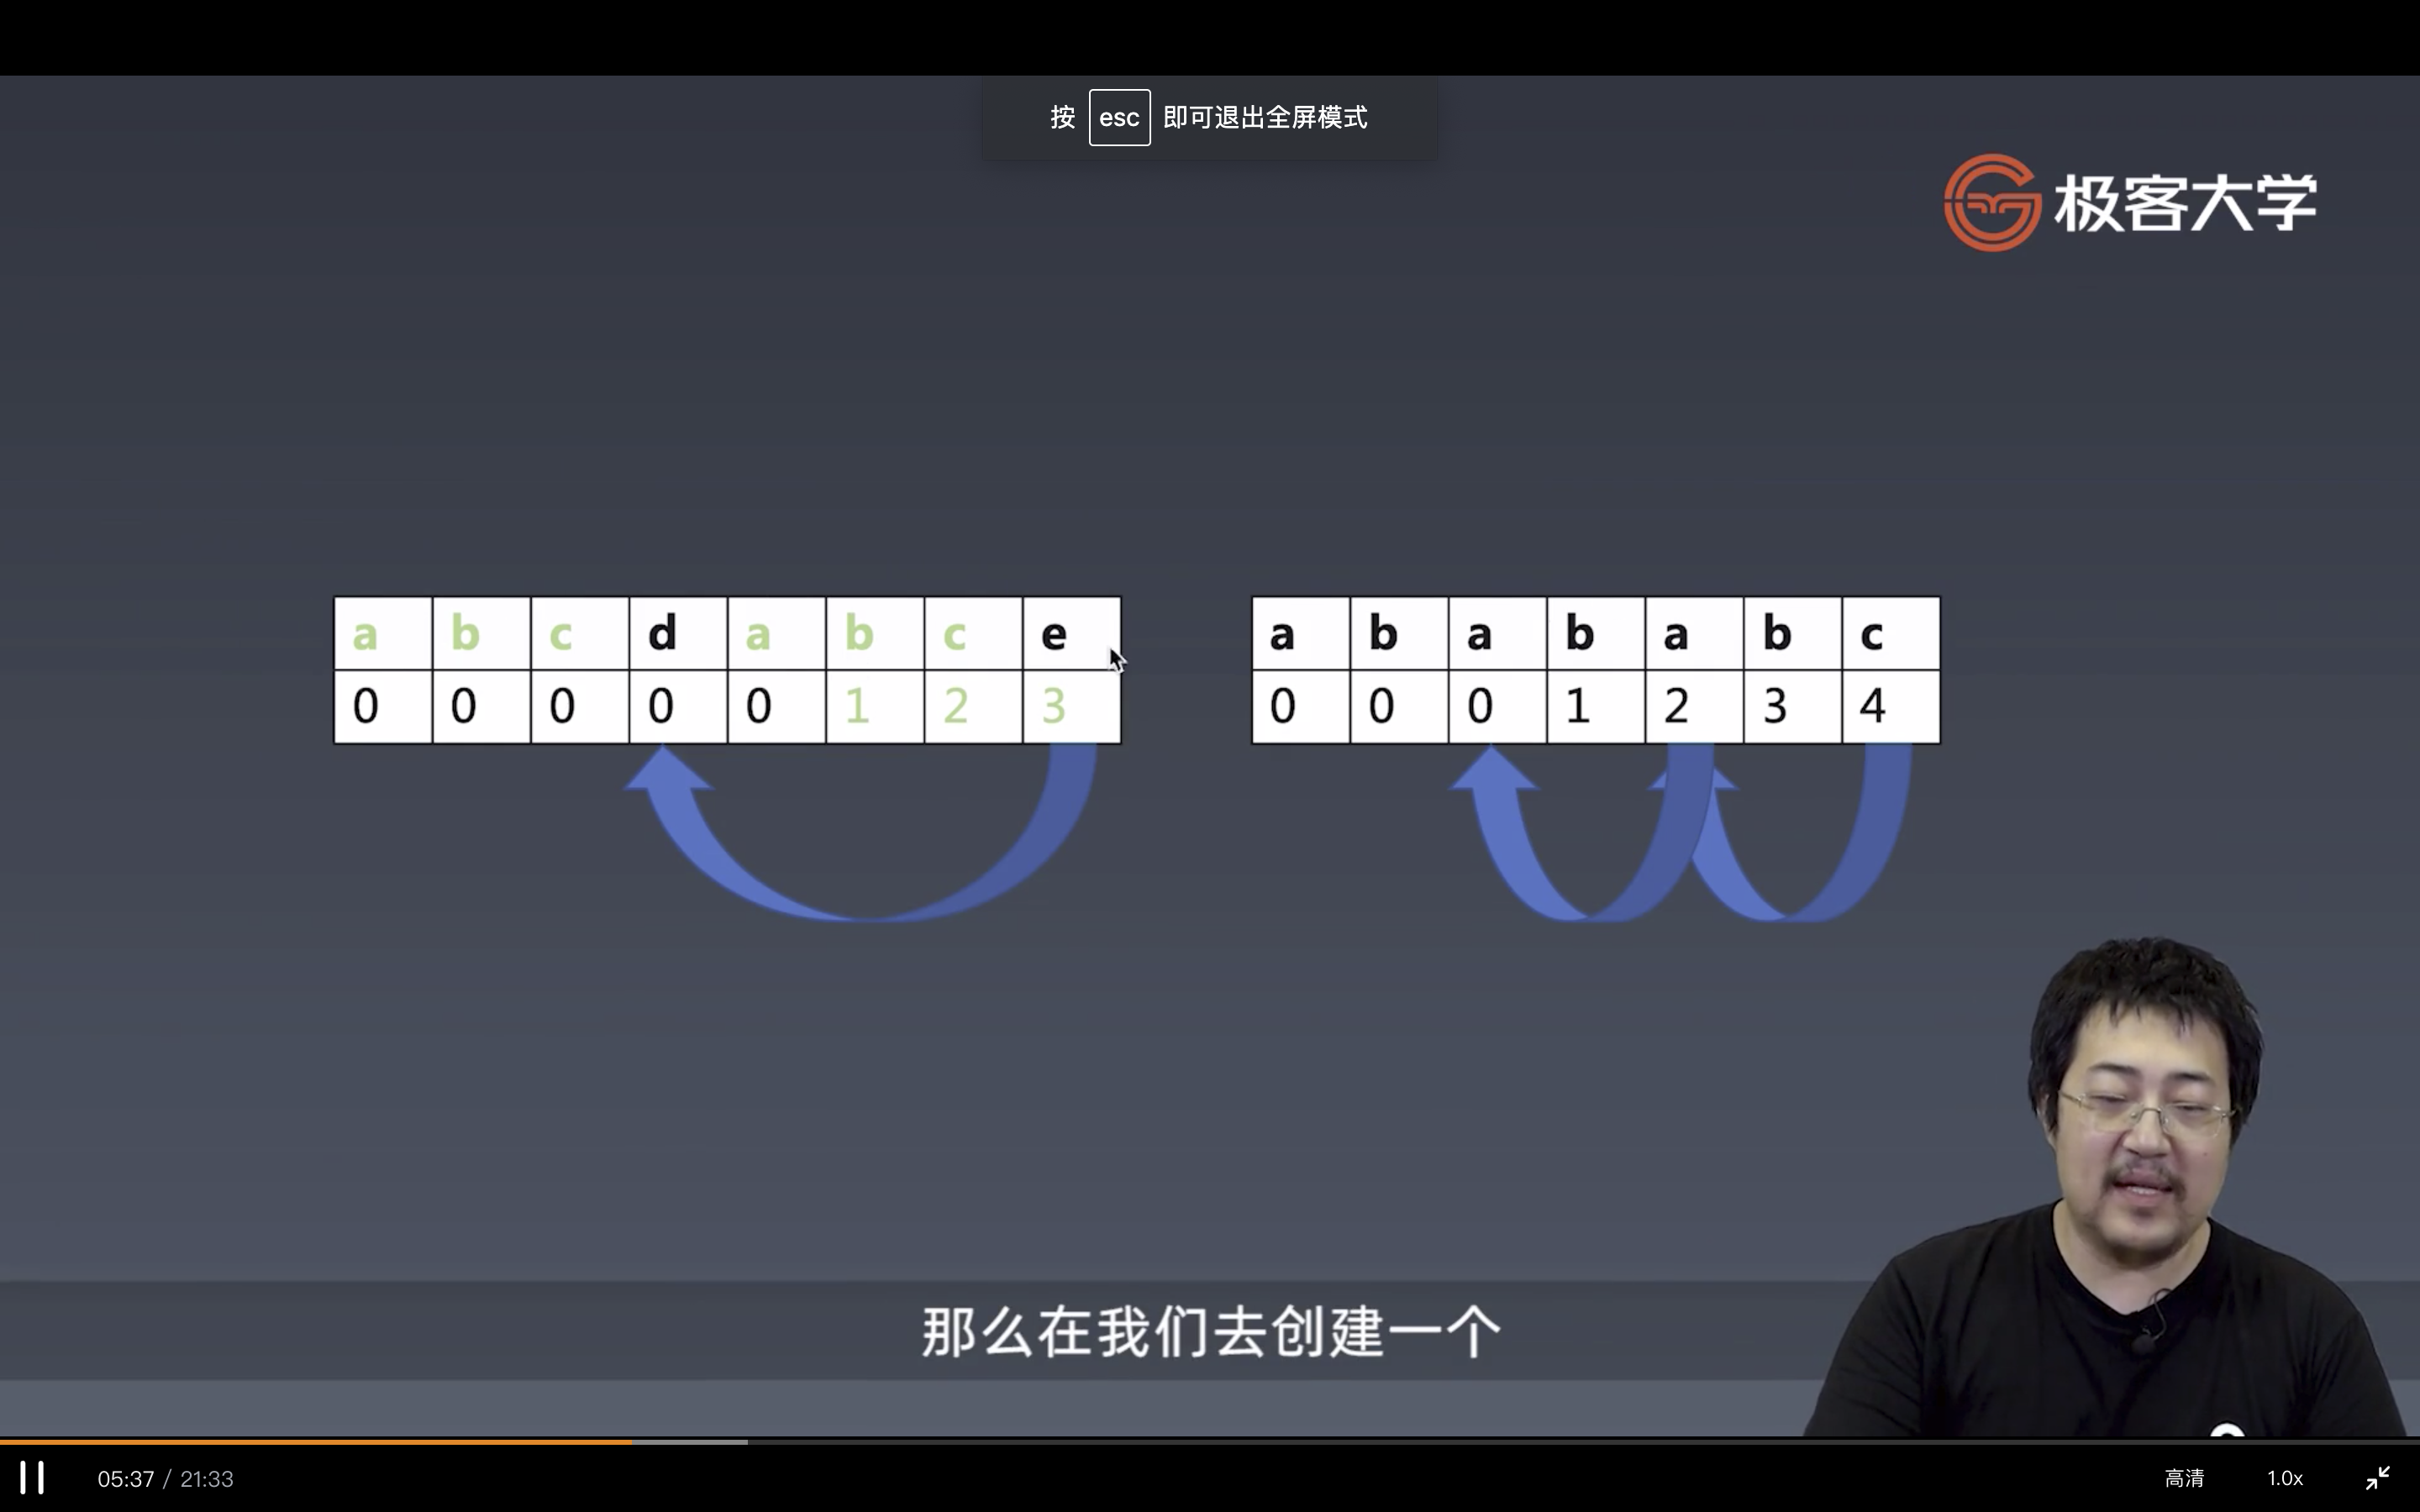 按 esc 即可退出全屏模式
极客大学
a b c d a b c e
0 0 0 0 0 1 2 3
a b a b a b c
0 0 0 1 2 3 4
那么在我们去创建一个
05:37 / 21:33
高清 1.0x